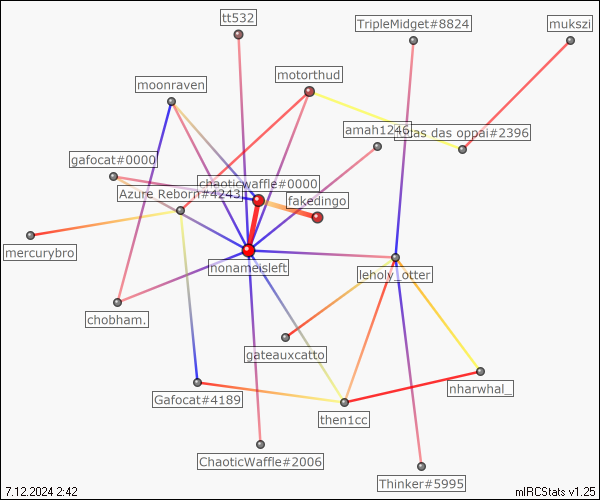 tt532
TripleMidget#8824
mukszi
motorthud
moonraven
amah1246
das das oppai#2396
gafocat#0000
chaoticwaffle#0000
Azure Reborn#4243
fakedingo
mercurybro
nonameisleft
leholy_otter
chobham.
gateauxcatto
nharwhal_
Gafocat#4189
then1cc
ChaoticWaffle#2006
Thinker#5995
7.12.2024 2:42
mIRCStats v1.25